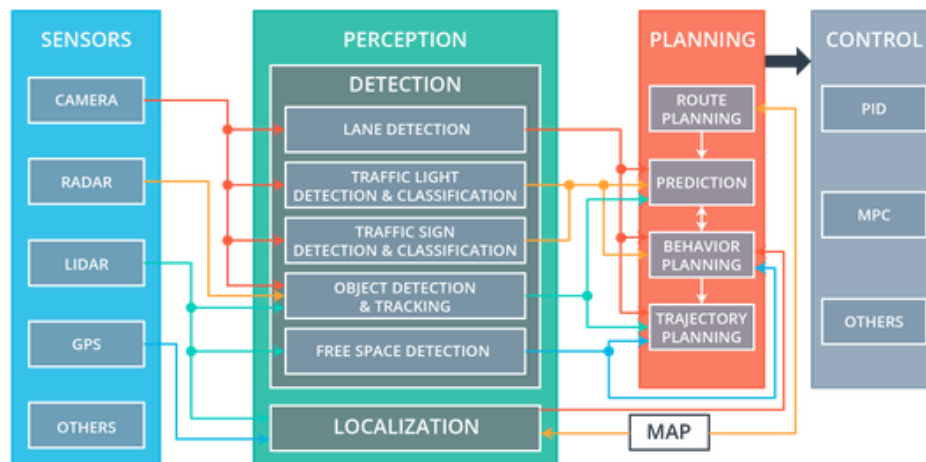 SENSORS
CAMERA
RADAR
LIDAR
GPS
OTHERS
PERCEPTION
DETECTION
LANE DETECTION
TRAFFIC LIGHT
DETECTION & CLASSIFICATION
TRAFFIC SIGN
DETECTION & CLASSIFICATION
OBJECT DETECTION
& TRACKING
FREE SPACE DETECTION
LOCALIZATION
PLANNING
ROUTE
PLANNING
PREDICTION
BEHAVIOR
PLANNING
TRAJECTORY
PLANNING
MAP
CONTROL
PID
MPC
OTHERS